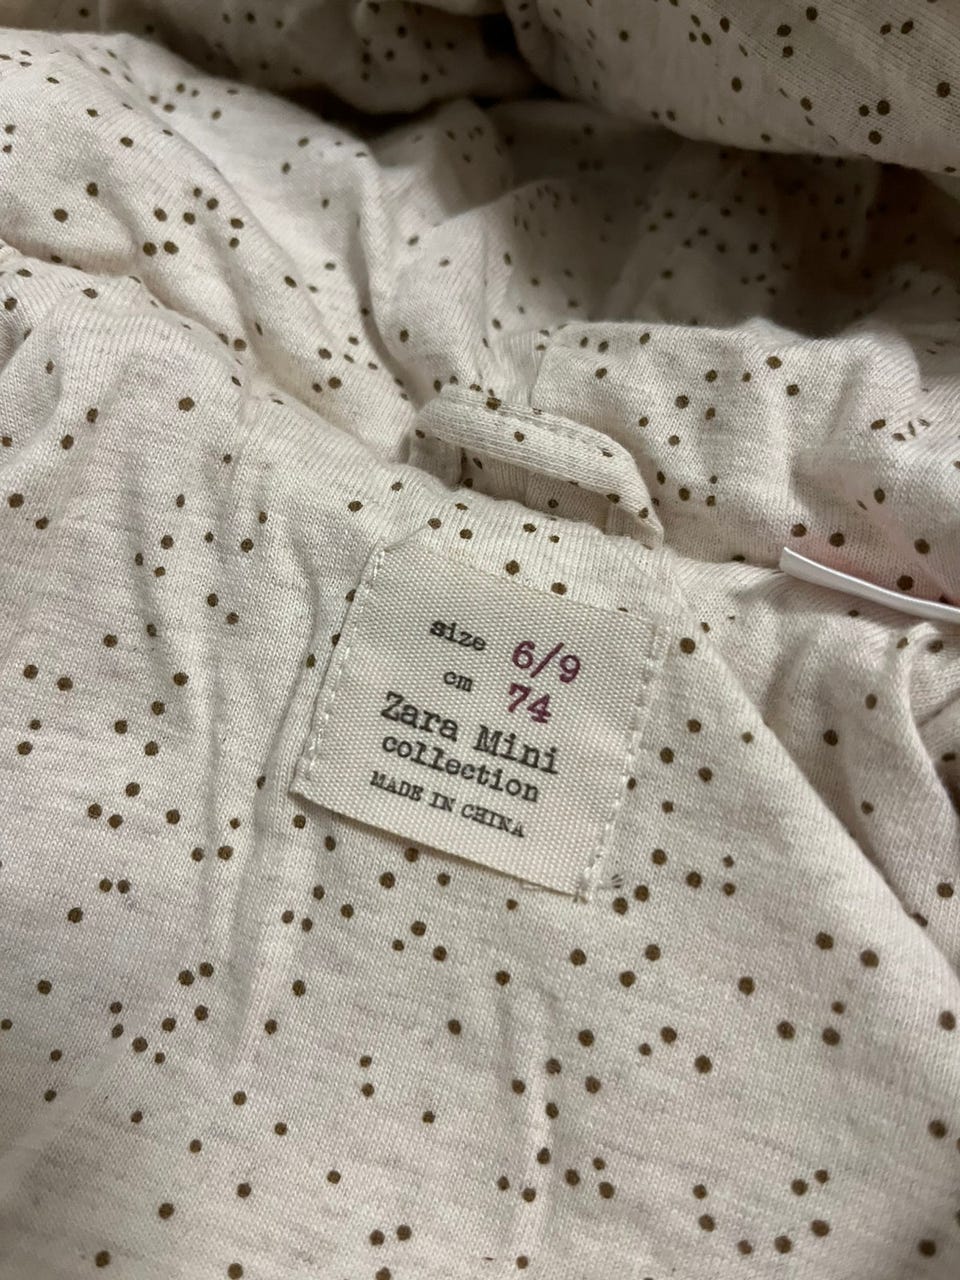 size 6/9
cm 74
Zara Mini
collection
MADE IN CHINA